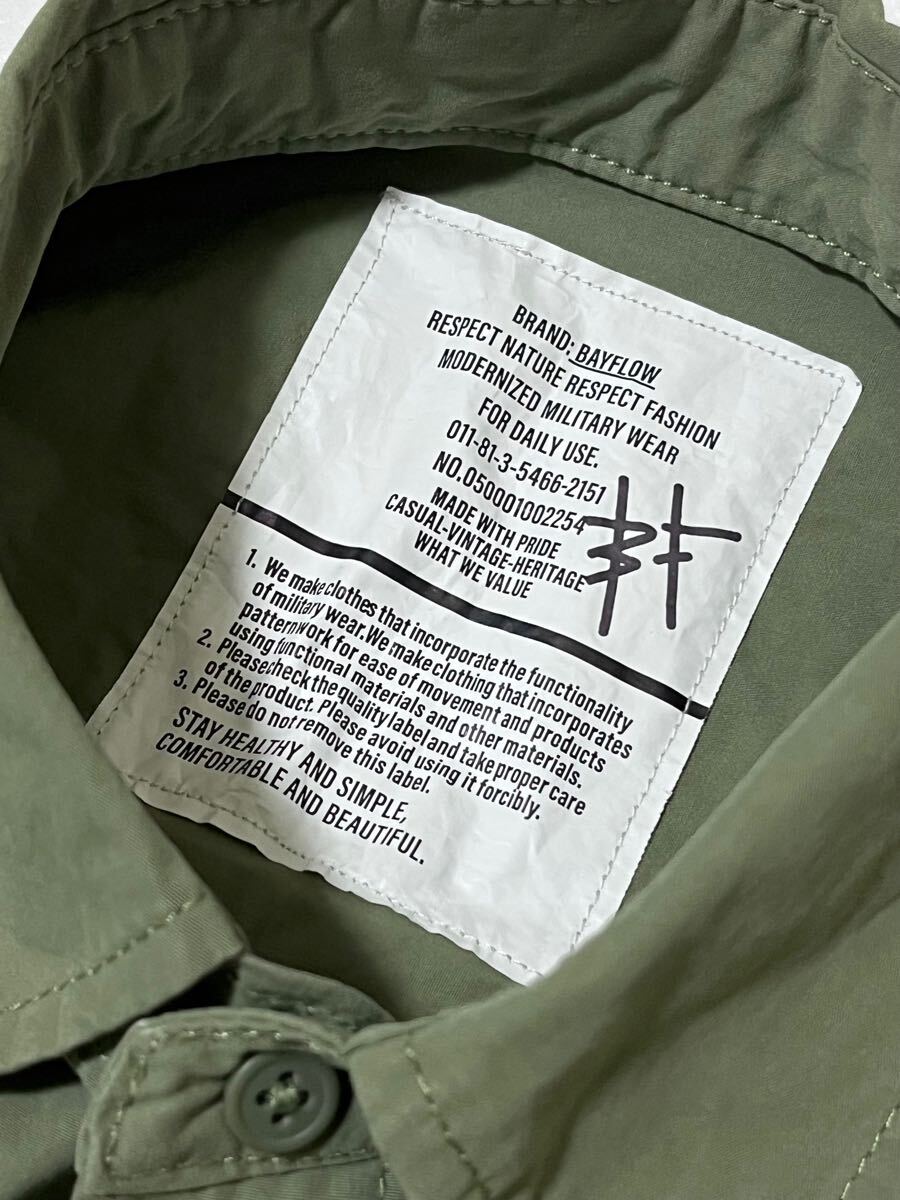 BRAND: BAYFLOW
RESPECT NATURE RESPECT FASHION
MODERNIZED MILITARY WEAR
FOR DAILY USE.
011-81-3-5466-2151
NO.050001002254
MADE WITH PRIDE
CASUAL-VINTAGE-HERITAGE
WHAT WE VALUE
1. We make clothes that incorporate the functionality
of military wear. We make clothing that incorporates
patternwork for ease of movement and products
using functional materials and other materials.
2. Please check the quality label and take proper care
of the product. Please avoid using it forcibly.
3. Please do not remove this label.
STAY HEALTHY AND SIMPLE,
COMFORTABLE AND BEAUTIFUL.